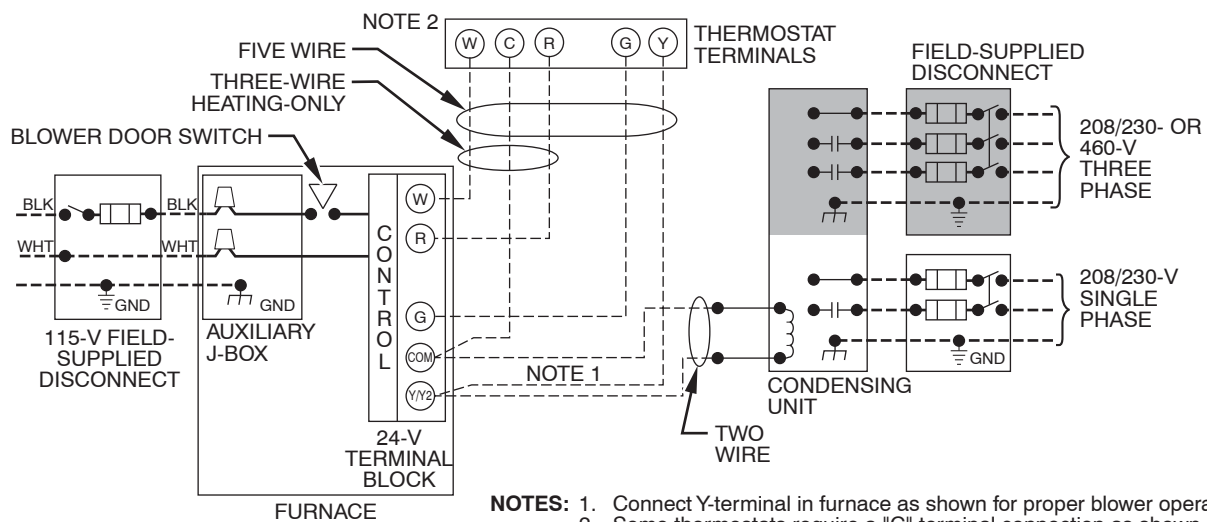 NOTE 2
W C R G Y
THERMOSTAT
TERMINALS
FIVE WIRE
THREE-WIRE
HEATING-ONLY
BLOWER DOOR SWITCH
FIELD-SUPPLIED
DISCONNECT
208/230- OR
460-V
THREE
PHASE
BLK
BLK
WHT
WHT
GND
GND
115-V FIELD-
SUPPLIED
DISCONNECT
AUXILIARY
J-BOX
CONTROL
W
R
G
COM
Y/Y2
24-V
TERMINAL
BLOCK
FURNACE
NOTE 1
TWO
WIRE
CONDENSING
UNIT
208/230-V
SINGLE
PHASE
GND
NOTES: 1. Connect Y-terminal in furnace as shown for proper blower opera